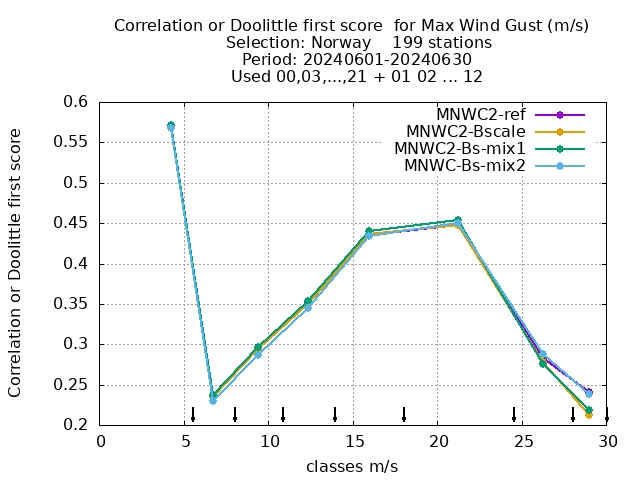 Correlation or Doolittle first score  for Max Wind Gust (m/s)
Selection: Norway    199 stations
Period: 20240601-20240630
Used 00,03,...,21 + 01 02 ... 12
Correlation or Doolittle first score
0.6
0.55
0.5
0.45
0.4
0.35
0.3
0.25
0.2
MNWC2-ref
MNWC2-Bscale
MNWC2-Bs-mix1
MNWC-Bs-mix2
0 5 10 15 20 25 30
classes m/s